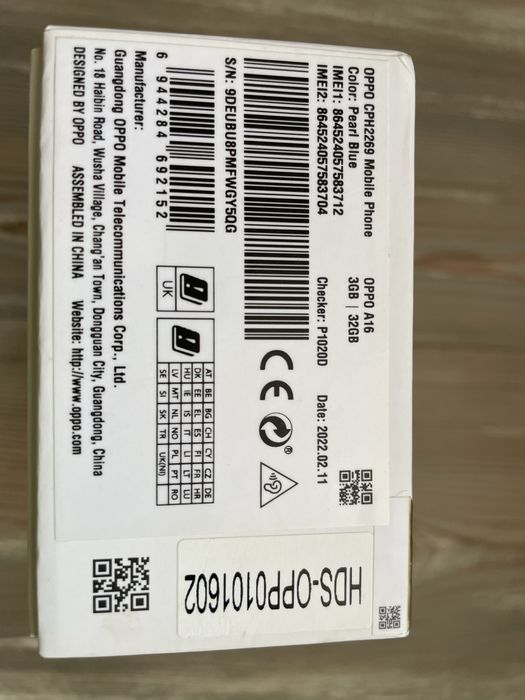 OPPO CPH2269 Mobile Phone
Color: Pearl Blue
IMEI1: 864524057583712
IMEI2: 864524057583704
OPPO A16
3GB | 32GB
Checker: P1020D
Date: 2022.02.11
S/N: 9DEUBU8PMFWGY5QG
6 944284 692152
CE
UK
AT BE BG CH CY CZ DE
DK EE EL ES FI FR HR
HU IE IS IT LI LT LU
LV MT NL NO PL PT RO
SE SI SK TR UK(NI)
Manufacturer:
Guangdong OPPO Mobile Telecommunications Corp., Ltd.
No. 18 Haibin Road, Wusha Village, Chang'an Town, Dongguan City, Guangdong, China
DESIGNED BY OPPO ASSEMBLED IN CHINA Website: http://www.oppo.com
HDS-OPP0101602